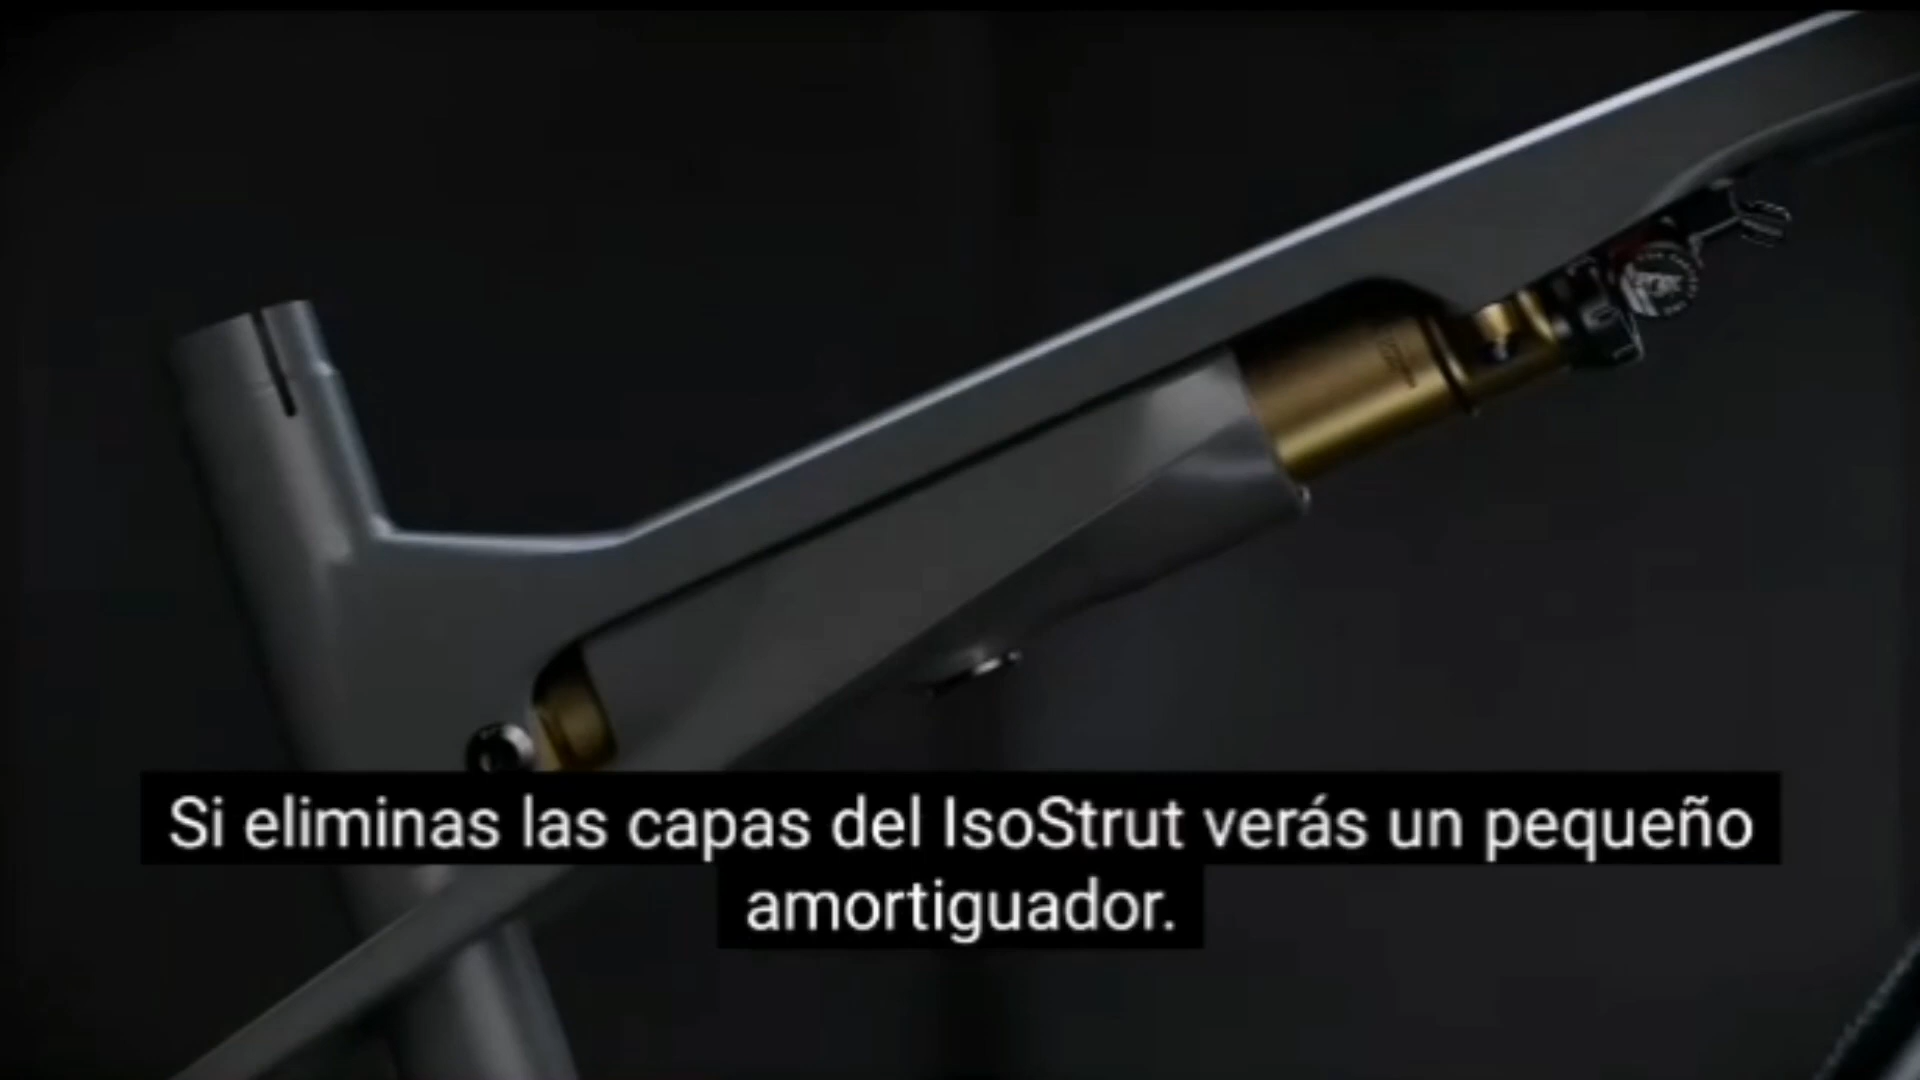 Si eliminas las capas del IsoStrut verás un pequeño
amortiguador.